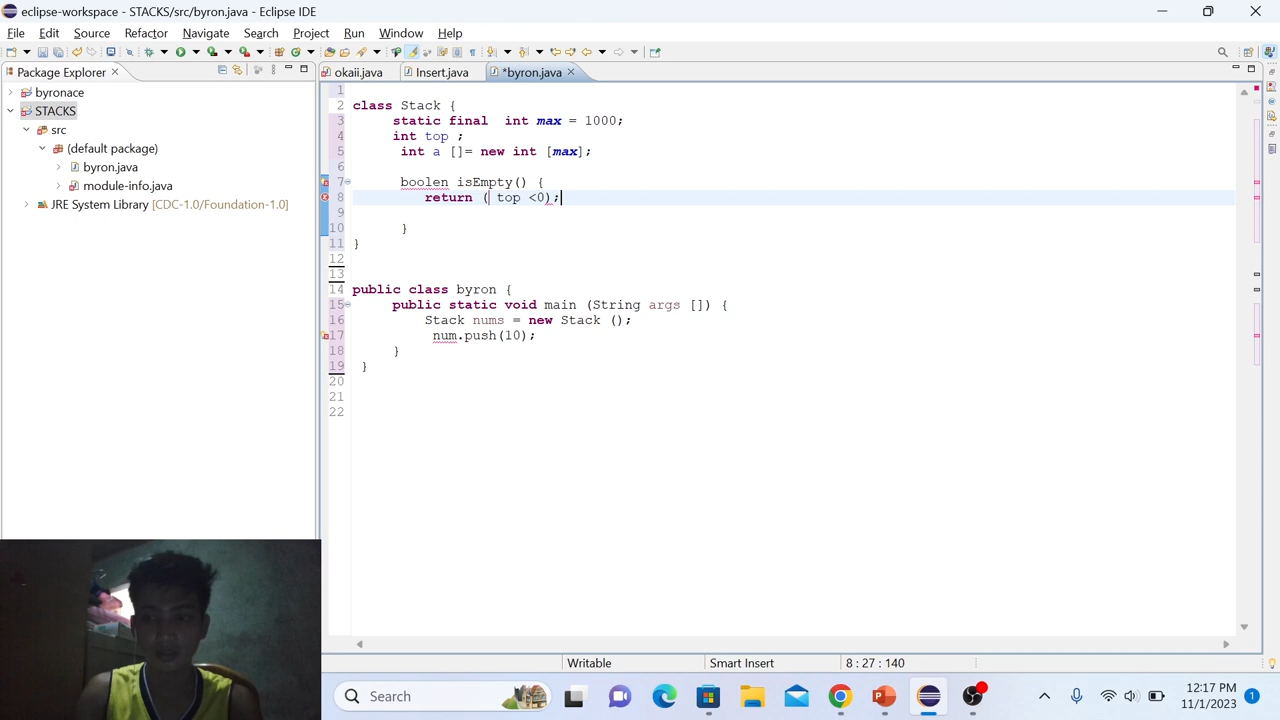 eclipse-workspace - STACKS/src/byron.java - Eclipse IDE
File Edit Source Refactor Navigate Search Project Run Window Help
Package Explorer
okaii.java
Insert.java
*byron.java
byronace
STACKS
src
(default package)
byron.java
module-info.java
JRE System Library [CDC-1.0/Foundation-1.0]
1
2 class Stack {
3 static final int max = 1000;
4 int top ;
5 int a []= new int [max];
6
7 boolen isEmpty() {
8 return ( top <0);
9
10 }
11 }
12
13
14 public class byron {
15 public static void main (String args []) {
16 Stack nums = new Stack ();
17 num.push(10);
18 }
19 }
20
21
22
Writable Smart Insert 8 : 27 : 140
Search
12:17 PM
11/1/2023
1